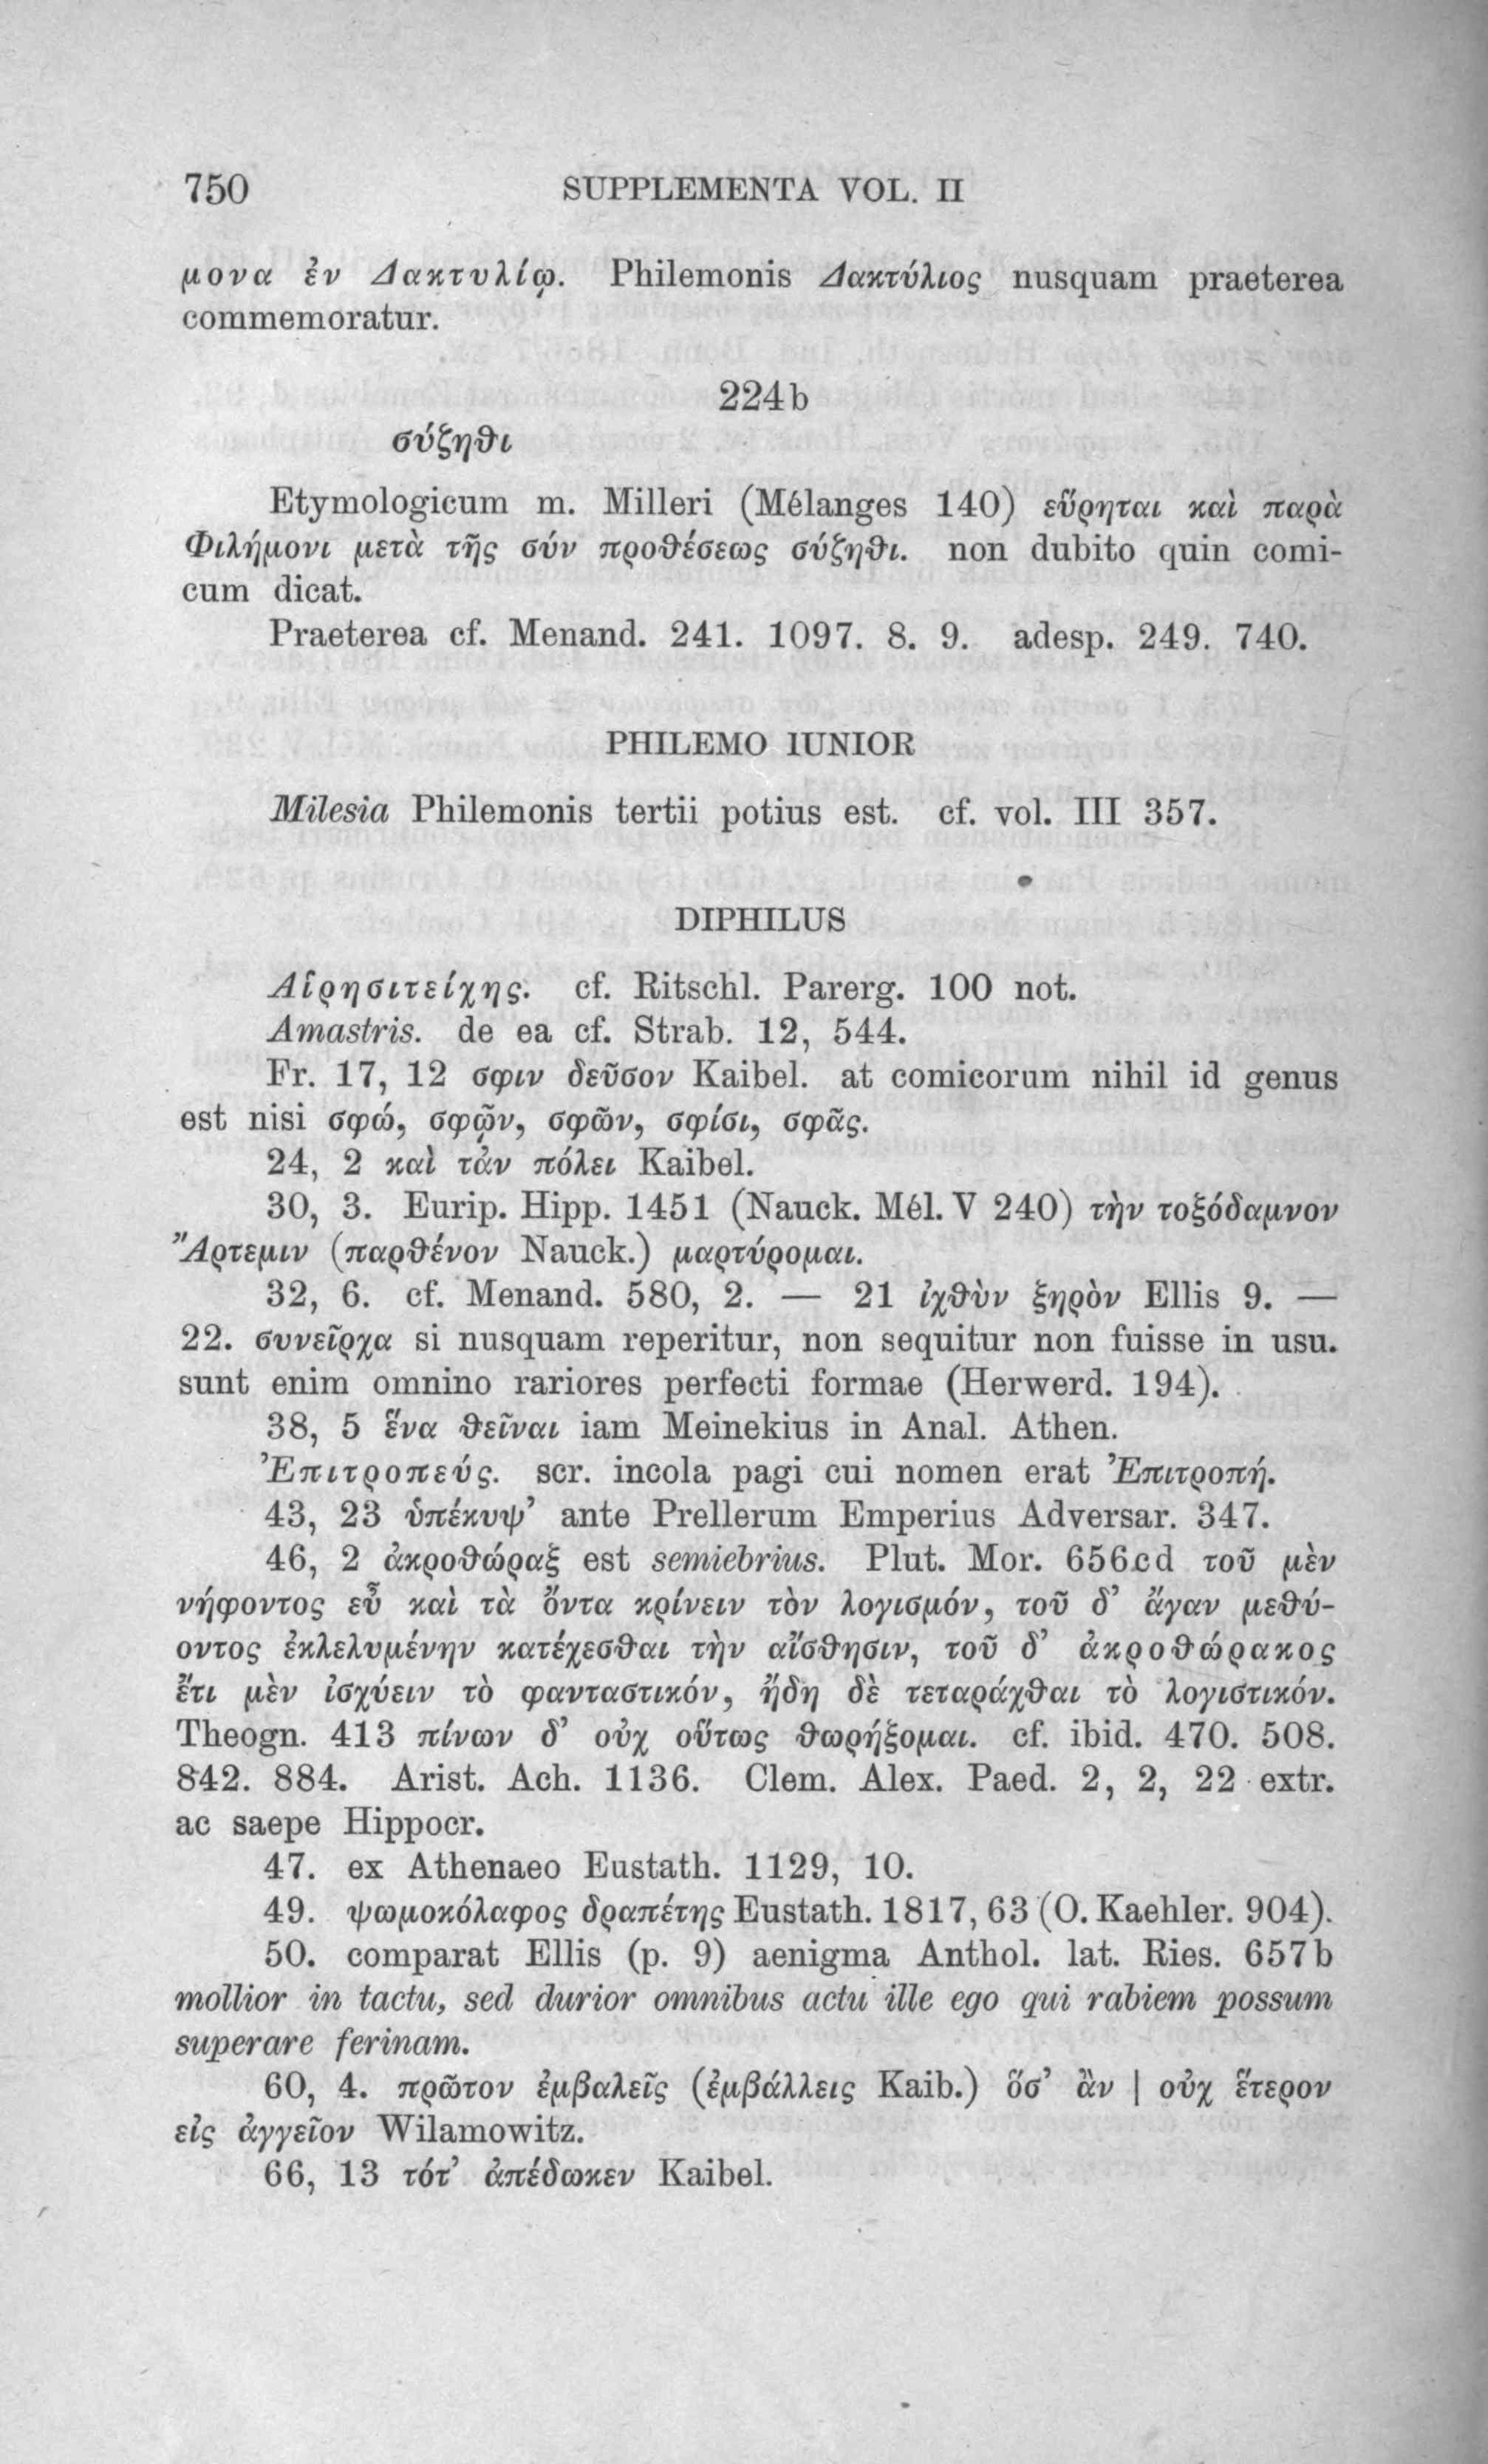 750 SUPPLEMENTA VOL. II
μονα ἐν Δακτυλίῳ. Philemonis Δακτύλιος nusquam praeterea
commemoratur.
224b
σύζηθι
Etymologicum m. Milleri (Mélanges 140) εὕρηται καὶ παρὰ
Φιλήμονι μετὰ τῆς σύν προθέσεως σύζηθι. non dubito quin comi-
cum dicat.
Praeterea cf. Menand. 241. 1097. 8. 9. adesp. 249. 740.
PHILEMO IUNIOR
Milesia Philemonis tertii potius est. cf. vol. III 357.
DIPHILUS
Αἱρησιτείχης. cf. Ritschl. Parerg. 100 not.
Amastris. de ea cf. Strab. 12, 544.
Fr. 17, 12 σφιν δεῦσον Kaibel. at comicorum nihil id genus
est nisi σφώ, σφῷν, σφῶν, σφίσι, σφᾶς.
24, 2 καὶ τἀν πόλει Kaibel.
30, 3. Eurip. Hipp. 1451 (Nauck. Mél. V 240) τὴν τοξόδαμνον
Ἄρτεμιν (παρθένον Nauck.) μαρτύρομαι.
32, 6. cf. Menand. 580, 2. — 21 ἰχθὺν ξηρὸν Ellis 9. —
22. συνεῖρχα si nusquam reperitur, non sequitur non fuisse in usu.
sunt enim omnino rariores perfecti formae (Herwerd. 194).
38, 5 ἕνα θεῖναι iam Meinekius in Anal. Athen.
Ἐπιτροπεύς. scr. incola pagi cui nomen erat Ἐπιτροπή.
43, 23 ὑπέκυψ’ ante Prellerum Emperius Adversar. 347.
46, 2 ἀκροθώραξ est semiebrius. Plut. Mor. 656cd τοῦ μὲν
νήφοντος εὖ καὶ τὰ ὄντα κρίνειν τὸν λογισμόν, τοῦ δ’ ἄγαν μεθύ-
οντος ἐκλελυμένην κατέχεσθαι τὴν αἴσθησιν, τοῦ δ’ ἀκροθώρακος
ἔτι μὲν ἰσχύειν τὸ φανταστικόν, ἤδη δὲ τεταράχθαι τὸ λογιστικόν.
Theogn. 413 πίνων δ’ οὐχ οὕτως θωρήξομαι. cf. ibid. 470. 508.
842. 884. Arist. Ach. 1136. Clem. Alex. Paed. 2, 2, 22 extr.
ac saepe Hippocr.
47. ex Athenaeo Eustath. 1129, 10.
49. ψωμοκόλαφος δραπέτης Eustath. 1817, 63 (O. Kaehler. 904).
50. comparat Ellis (p. 9) aenigma Anthol. lat. Ries. 657b
mollior in tactu, sed durior omnibus actu ille ego qui rabiem possum
superare ferinam.
60, 4. πρῶτον ἐμβαλεῖς (ἐμβάλλεις Kaib.) ὅσ’ ἂν | οὐχ ἕτερον
εἰς ἀγγεῖον Wilamowitz.
66, 13 τότ’ ἀπέδωκεν Kaibel.